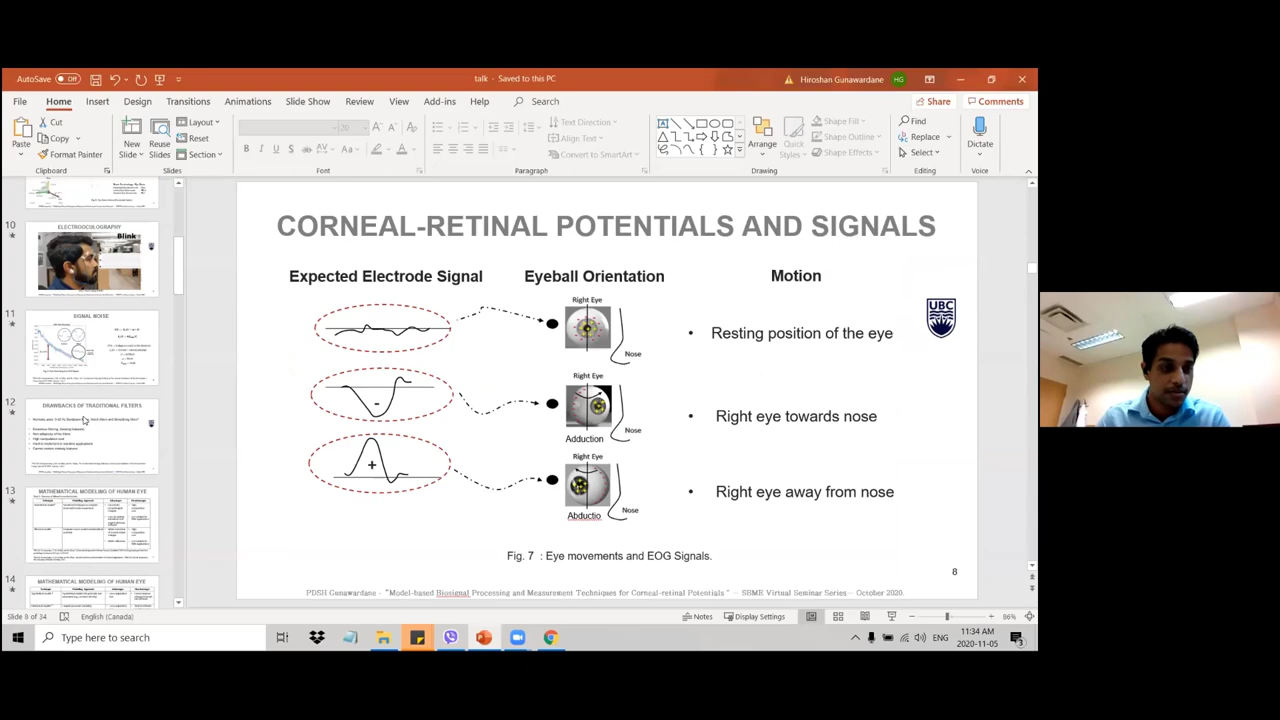 AutoSave Off
talk - Saved to this PC
Hiroshan Gunawardane HG
File Home Insert Design Transitions Animations Slide Show Review View Add-ins Help Search
Share Comments
Paste Cut Copy Format Painter
Clipboard
New Slide Reuse Slides Layout Reset Section
Slides
20
B I U S ab AV Aa A
Font
Text Direction Align Text Convert to SmartArt
Paragraph
Arrange Quick Styles Shape Fill Shape Outline Shape Effects
Drawing
Find Replace Select
Editing
Dictate
Voice
10
ELECTROOCULOGRAPHY
Blink
11
SIGNAL NOISE
12
DRAWBACKS OF TRADITIONAL FILTERS
13
MATHEMATICAL MODELING OF HUMAN EYE
14
MATHEMATICAL MODELING OF HUMAN EYE
CORNEAL-RETINAL POTENTIALS AND SIGNALS
Expected Electrode Signal Eyeball Orientation Motion
UBC
Right Eye
Nose
• Resting position of the eye
-
Right Eye
Nose
Adduction
• Right eye towards nose
+
Right Eye
Nose
Abductio
• Right eye away from nose
Fig. 7 : Eye movements and EOG Signals.
8
PDSH Gunawardane - "Model-based Biosignal Processing and Measurement Techniques for Corneal-retinal Potentials" – SBME Virtual Seminar Series – October 2020.
Slide 8 of 34 English (Canada)
Notes Display Settings 86%
Type here to search
ENG
11:34 AM
2020-11-05
3